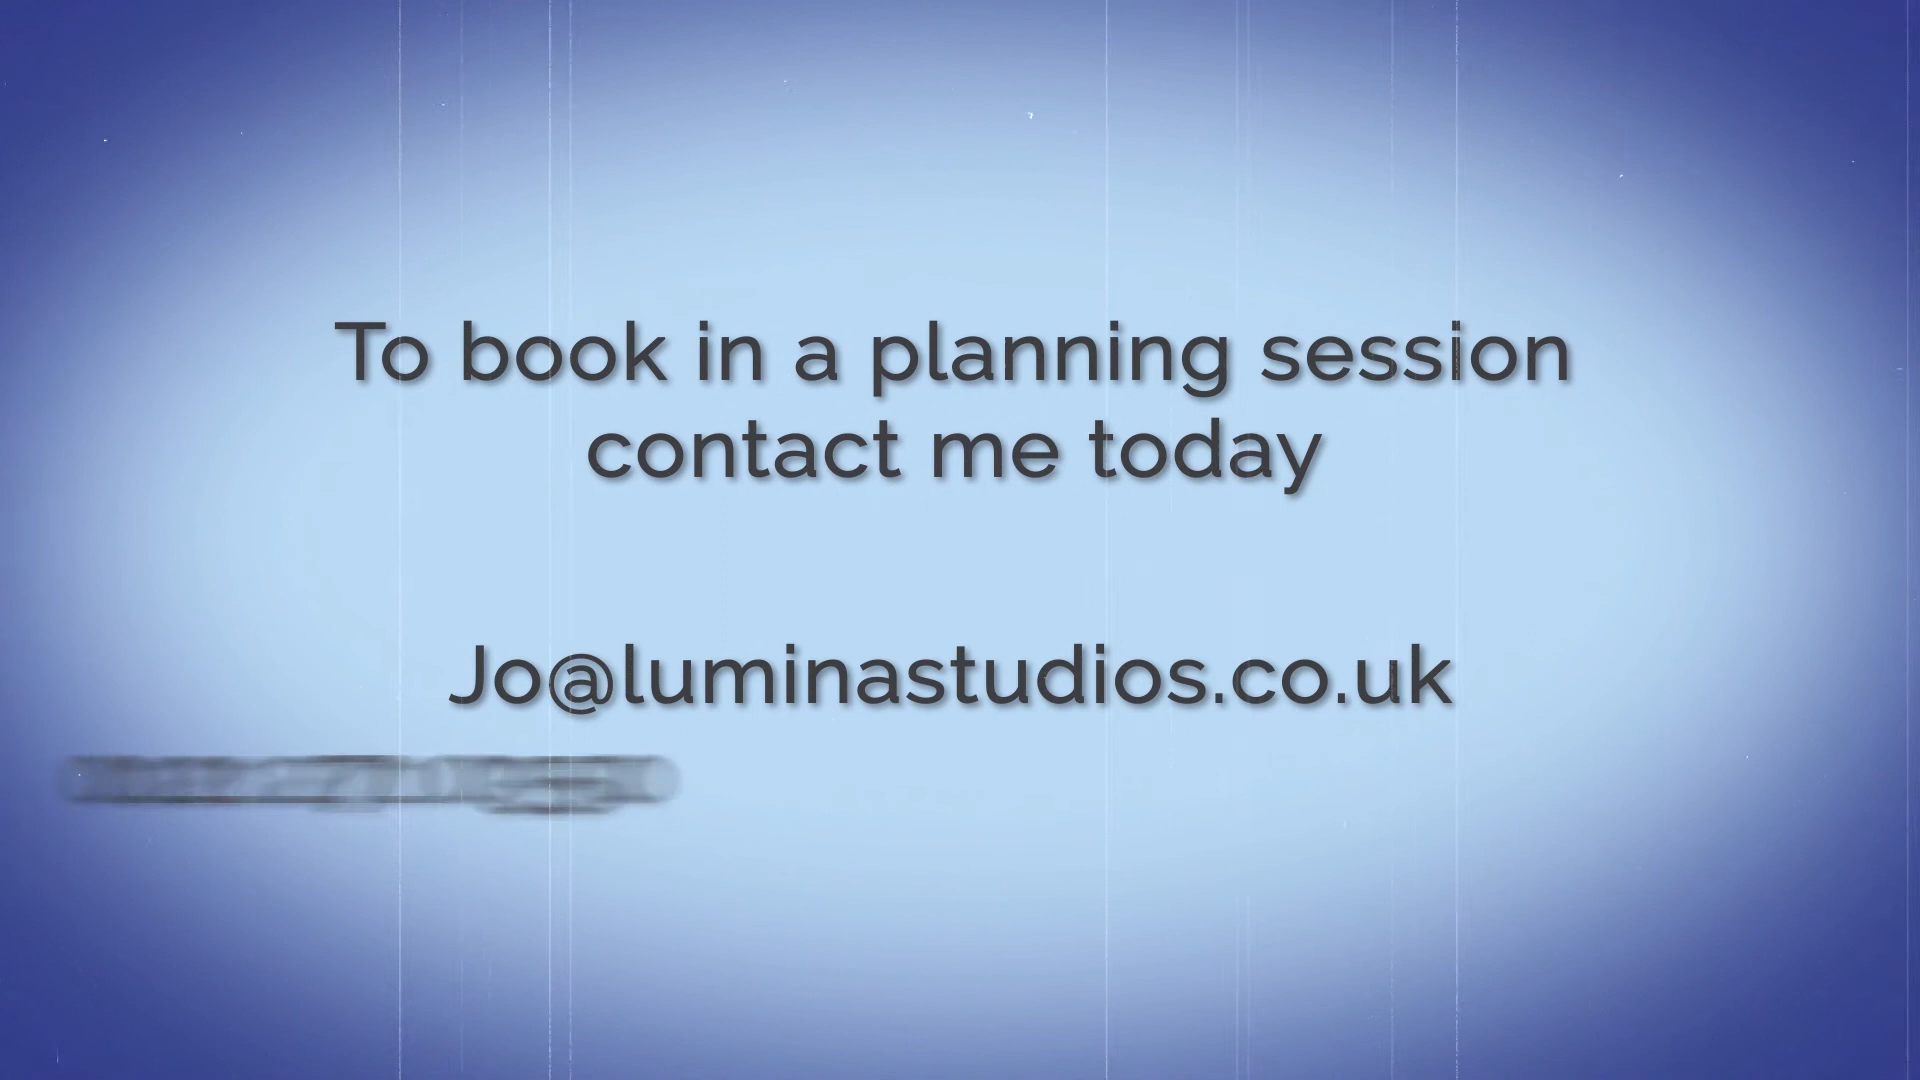 To book in a planning session
contact me today
Jo@luminastudios.co.uk